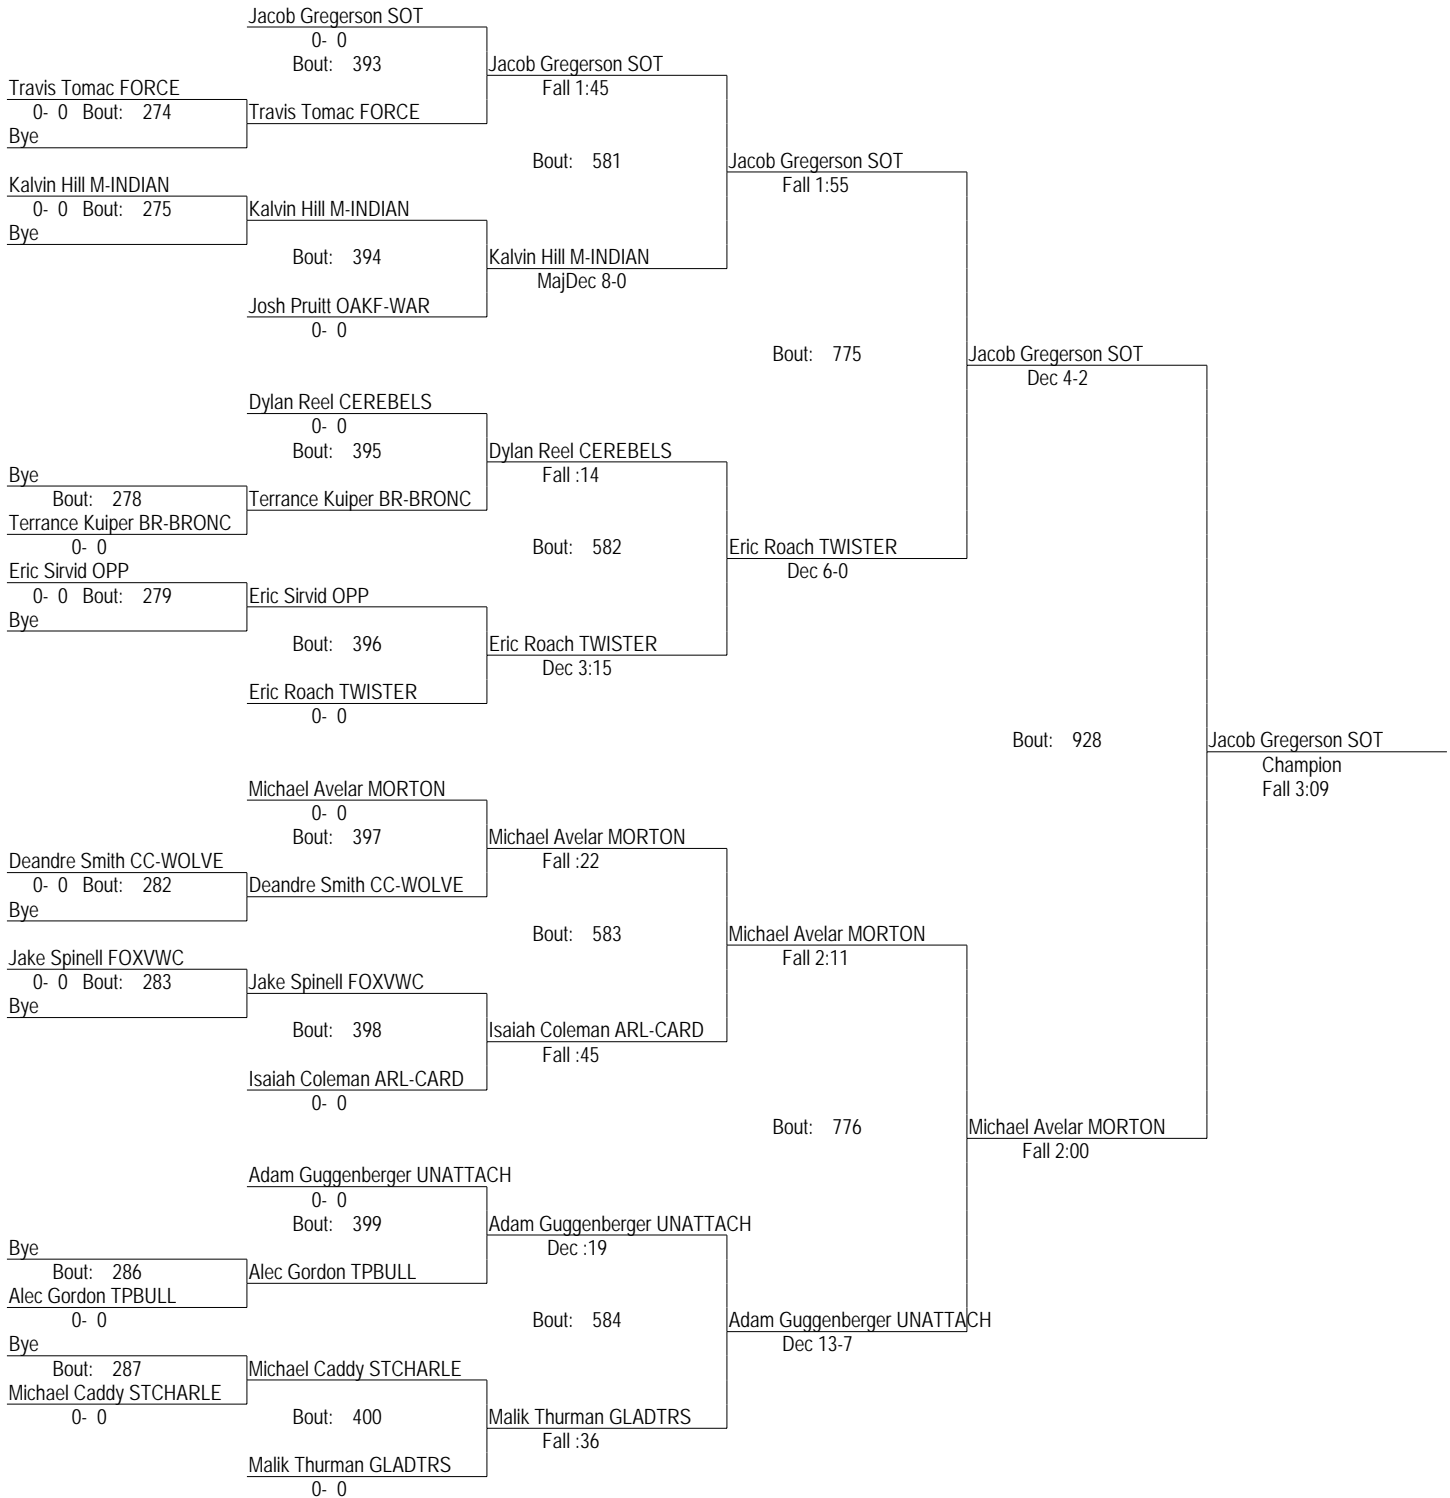 Jacob Gregerson SOT
0- 0
Bout: 393
Jacob Gregerson SOT
Fall 1:45
Travis Tomac FORCE
0- 0 Bout: 274
Travis Tomac FORCE
Bye
Bout: 581
Jacob Gregerson SOT
Fall 1:55
Kalvin Hill M-INDIAN
0- 0 Bout: 275
Kalvin Hill M-INDIAN
Bye
Bout: 394
Kalvin Hill M-INDIAN
MajDec 8-0
Josh Pruitt OAKF-WAR
0- 0
Bout: 775
Jacob Gregerson SOT
Dec 4-2
Dylan Reel CEREBELS
0- 0
Bout: 395
Dylan Reel CEREBELS
Fall :14
Bye
Bout: 278
Terrance Kuiper BR-BRONC
Terrance Kuiper BR-BRONC
0- 0
Bout: 582
Eric Roach TWISTER
Dec 6-0
Eric Sirvid OPP
0- 0 Bout: 279
Eric Sirvid OPP
Bye
Bout: 396
Eric Roach TWISTER
Dec 3:15
Eric Roach TWISTER
0- 0
Bout: 928
Jacob Gregerson SOT
Champion
Fall 3:09
Michael Avelar MORTON
0- 0
Bout: 397
Michael Avelar MORTON
Fall :22
Deandre Smith CC-WOLVE
0- 0 Bout: 282
Deandre Smith CC-WOLVE
Bye
Bout: 583
Michael Avelar MORTON
Fall 2:11
Jake Spinell FOXVWC
0- 0 Bout: 283
Jake Spinell FOXVWC
Bye
Bout: 398
Isaiah Coleman ARL-CARD
Fall :45
Isaiah Coleman ARL-CARD
0- 0
Bout: 776
Michael Avelar MORTON
Fall 2:00
Adam Guggenberger UNATTACH
0- 0
Bout: 399
Adam Guggenberger UNATTACH
Dec :19
Bye
Bout: 286
Alec Gordon TPBULL
Alec Gordon TPBULL
0- 0
Bout: 584
Adam Guggenberger UNATTACH
Dec 13-7
Bye
Bout: 287
Michael Caddy STCHARLE
Michael Caddy STCHARLE
0- 0
Bout: 400
Malik Thurman GLADTRS
Fall :36
Malik Thurman GLADTRS
0- 0